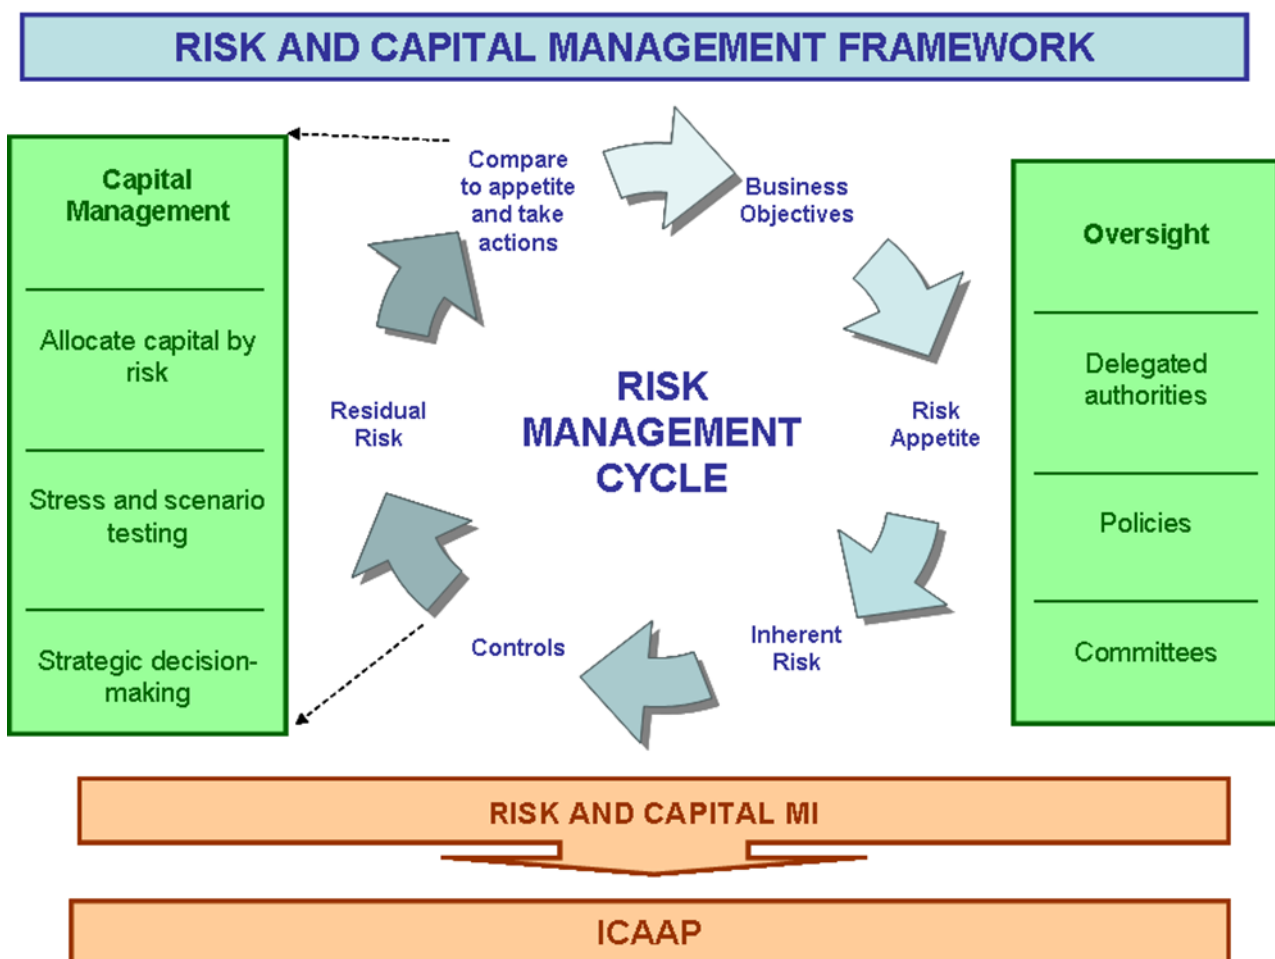 RISK AND CAPITAL MANAGEMENT FRAMEWORK
Capital
Management
Allocate capital by
risk
Stress and scenario
testing
Strategic decision-
making
Compare
to appetite
and take
actions
Business
Objectives
Risk
Appetite
Inherent
Risk
Controls
Residual
Risk
RISK
MANAGEMENT
CYCLE
Oversight
Delegated
authorities
Policies
Committees
RISK AND CAPITAL MI
ICAAP